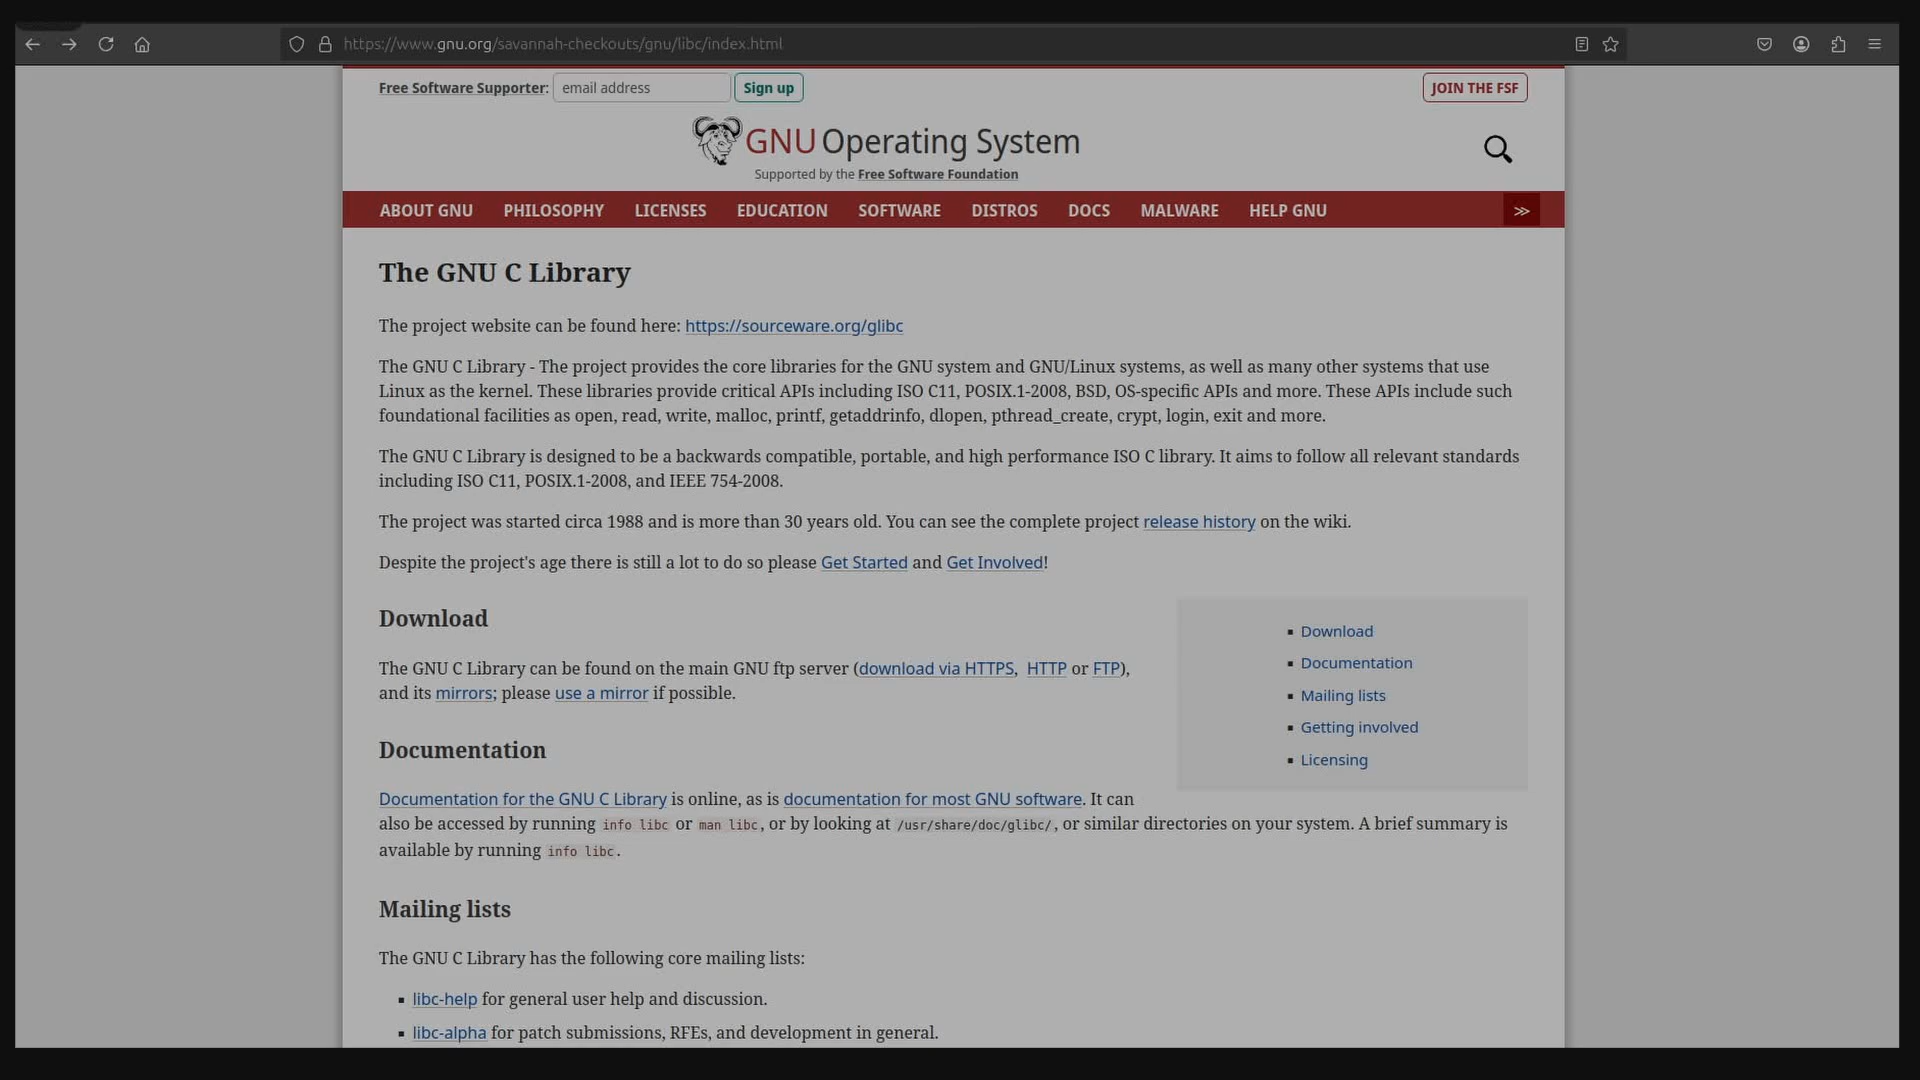 https://www.gnu.org/savannah-checkouts/gnu/libc/index.html
Free Software Supporter: email address Sign up JOIN THE FSF
GNU Operating System
Supported by the Free Software Foundation
ABOUT GNU PHILOSOPHY LICENSES EDUCATION SOFTWARE DISTROS DOCS MALWARE HELP GNU ≫
The GNU C Library
The project website can be found here: https://sourceware.org/glibc
The GNU C Library - The project provides the core libraries for the GNU system and GNU/Linux systems, as well as many other systems that use
Linux as the kernel. These libraries provide critical APIs including ISO C11, POSIX.1-2008, BSD, OS-specific APIs and more. These APIs include such
foundational facilities as open, read, write, malloc, printf, getaddrinfo, dlopen, pthread_create, crypt, login, exit and more.
The GNU C Library is designed to be a backwards compatible, portable, and high performance ISO C library. It aims to follow all relevant standards
including ISO C11, POSIX.1-2008, and IEEE 754-2008.
The project was started circa 1988 and is more than 30 years old. You can see the complete project release history on the wiki.
Despite the project's age there is still a lot to do so please Get Started and Get Involved!
Download
The GNU C Library can be found on the main GNU ftp server (download via HTTPS, HTTP or FTP),
and its mirrors; please use a mirror if possible.
▪ Download
▪ Documentation
▪ Mailing lists
▪ Getting involved
▪ Licensing
Documentation
Documentation for the GNU C Library is online, as is documentation for most GNU software. It can
also be accessed by running info libc or man libc, or by looking at /usr/share/doc/glibc/, or similar directories on your system. A brief summary is
available by running info libc.
Mailing lists
The GNU C Library has the following core mailing lists:
▪ libc-help for general user help and discussion.
▪ libc-alpha for patch submissions, RFEs, and development in general.